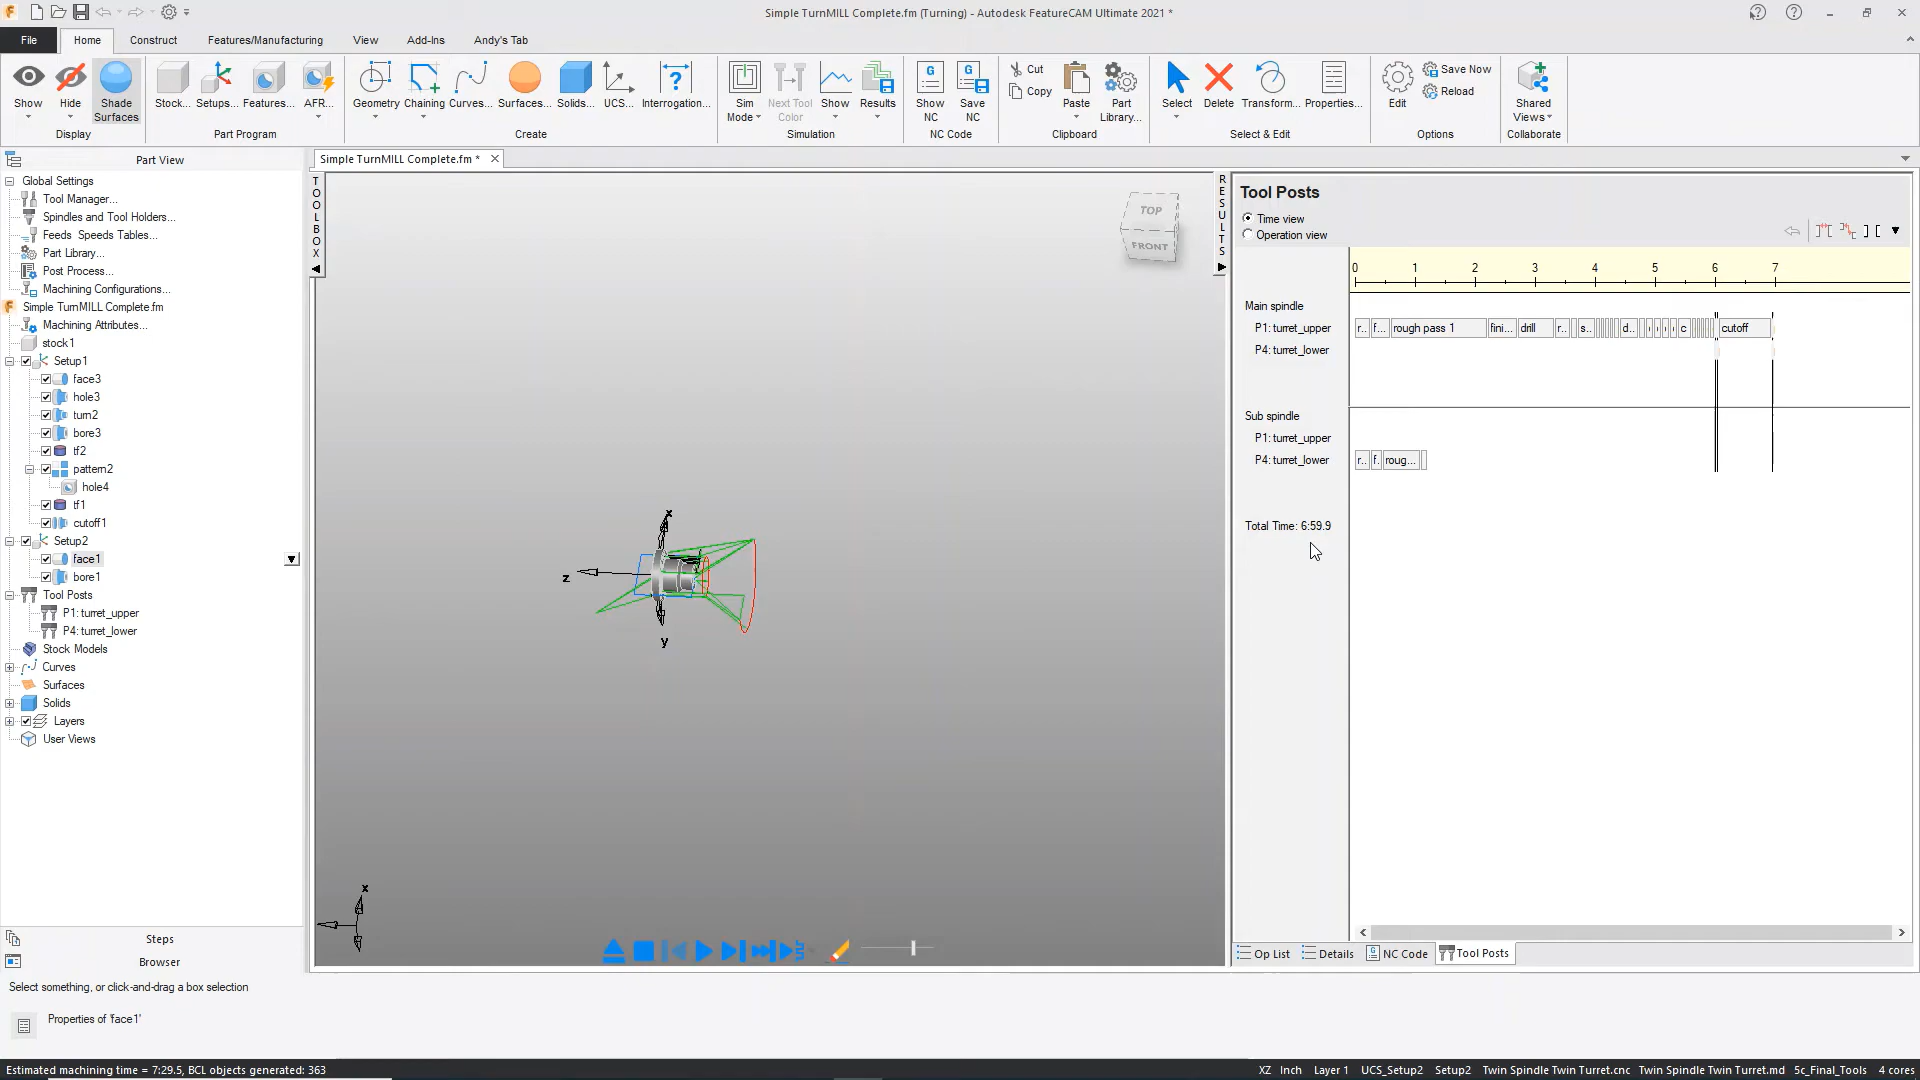 Simple TurnMILL Complete.fm (Turning) - Autodesk FeatureCAM Ultimate 2021 *
File Home Construct Features/Manufacturing View Add-Ins Andy's Tab
Show Hide Shade Surfaces
Display
Stock... Setups... Features... AFR...
Part Program
Geometry Chaining Curves... Surfaces... Solids... UCS... Interrogation...
Create
Sim Mode Next Tool Color Show Results
Simulation
Show NC Save NC
NC Code
Cut
Copy
Paste Part Library...
Clipboard
Select Delete Transform... Properties...
Select & Edit
Edit Save Now
Reload
Options
Shared Views
Collaborate
Part View
Global Settings
Tool Manager...
Spindles and Tool Holders...
Feeds Speeds Tables...
Part Library...
Post Process...
Machining Configurations...
Simple TurnMILL Complete.fm
Machining Attributes...
stock1
Setup1
face3
hole3
turn2
bore3
tf2
pattern2
hole4
tf1
cutoff1
Setup2
face1
bore1
Tool Posts
P1: turret_upper
P4: turret_lower
Stock Models
Curves
Surfaces
Solids
Layers
User Views
Steps
Browser
Simple TurnMILL Complete.fm *
TOOLBOX
TOP
FRONT
x
z
y
x
RESULTS
Tool Posts
Time view
Operation view
0 1 2 3 4 5 6 7
Main spindle
P1: turret_upper r.. f... rough pass 1 fini... drill r.. s.. d.. c cutoff
P4: turret_lower
Sub spindle
P1: turret_upper
P4: turret_lower r.. f. roug...
Total Time: 6:59.9
Op List Details NC Code Tool Posts
Select something, or click-and-drag a box selection
Properties of 'face1'
Estimated machining time = 7:29.5, BCL objects generated: 363
XZ Inch Layer 1 UCS_Setup2 Setup2 Twin Spindle Twin Turret.cnc Twin Spindle Twin Turret.md 5c_Final_Tools 4 cores